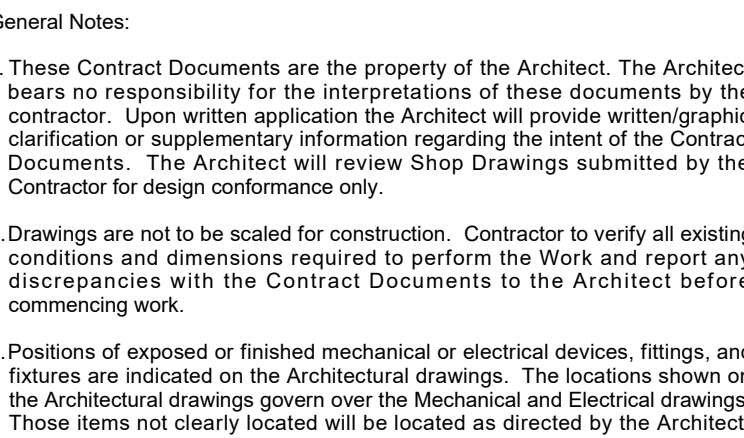 General Notes:
. These Contract Documents are the property of the Architect. The Architec
bears no responsibility for the interpretations of these documents by the
contractor.  Upon written application the Architect will provide written/graphic
clarification or supplementary information regarding the intent of the Contrac
Documents.  The Architect will review Shop Drawings submitted by the
Contractor for design conformance only.
.Drawings are not to be scaled for construction.  Contractor to verify all existing
conditions and dimensions required to perform the Work and report any
discrepancies with the Contract Documents to the Architect before
commencing work.
.Positions of exposed or finished mechanical or electrical devices, fittings, and
fixtures are indicated on the Architectural drawings.  The locations shown on
the Architectural drawings govern over the Mechanical and Electrical drawings
Those items not clearly located will be located as directed by the Architect